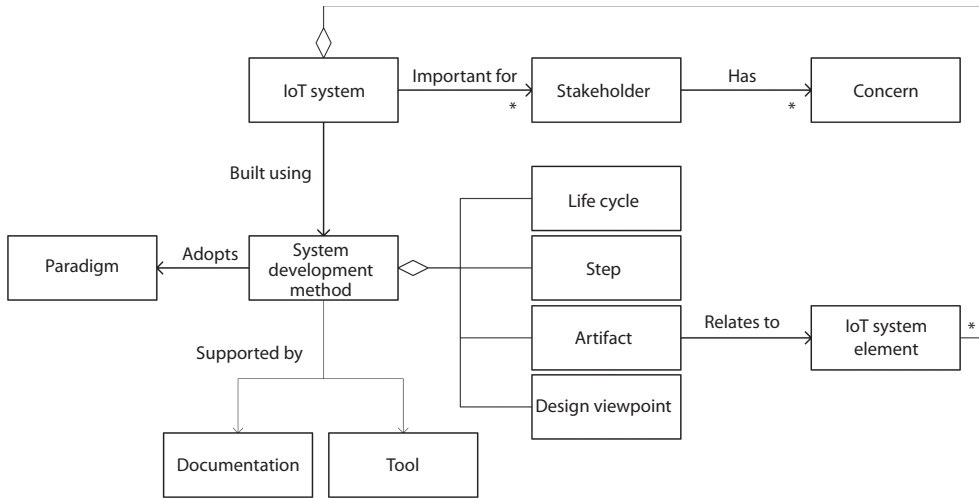 IoT system
Important for
*
Stakeholder
Has
*
Concern
Built using
Life cycle
Paradigm
Adopts
System
development
method
Step
Artifact
Relates to
IoT system
element
*
Supported by
Design viewpoint
Documentation
Tool